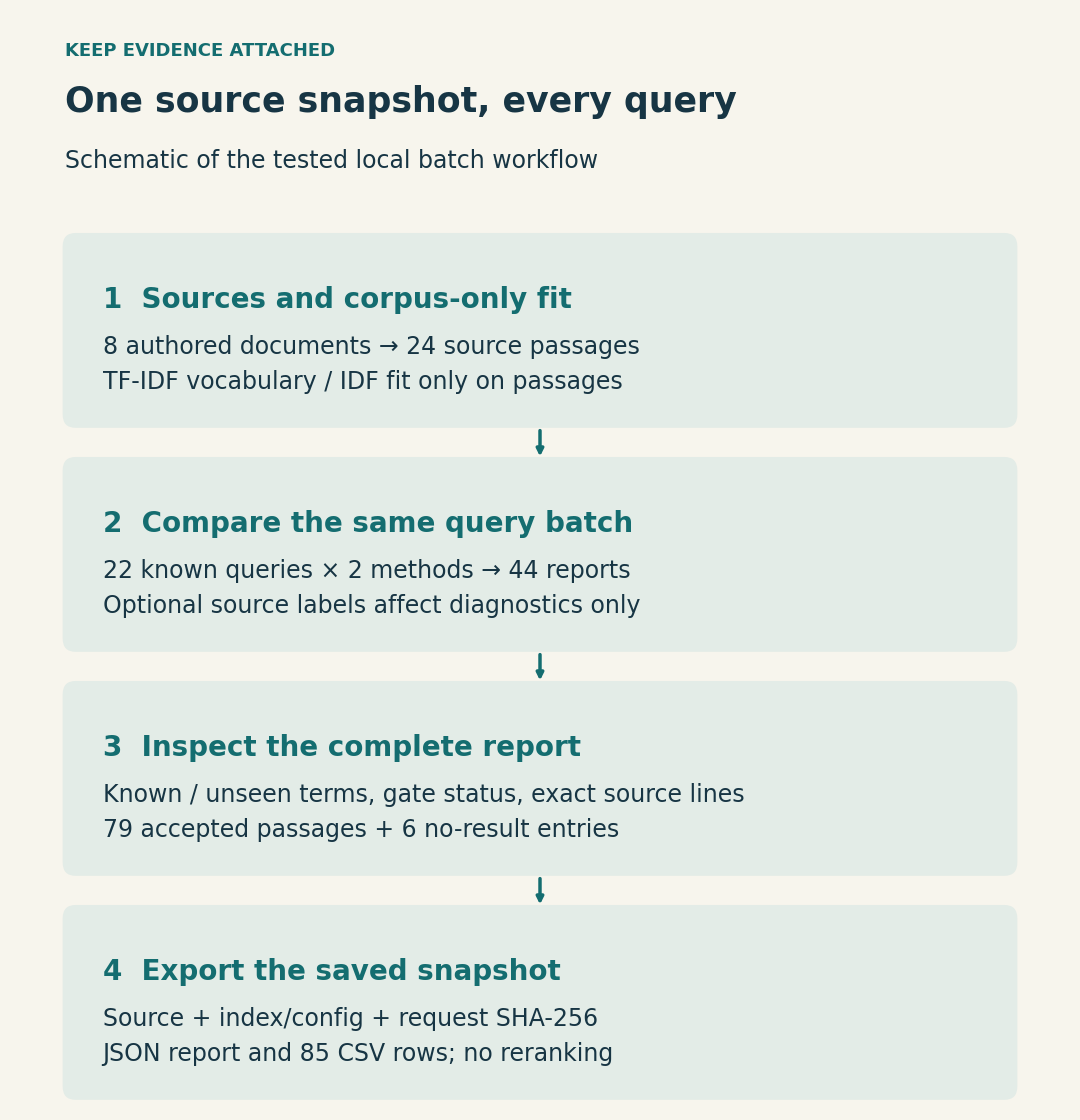 KEEP EVIDENCE ATTACHED
One source snapshot, every query
Schematic of the tested local batch workflow
1 Sources and corpus-only fit
8 authored documents → 24 source passages
TF-IDF vocabulary / IDF fit only on passages
2 Compare the same query batch
22 known queries × 2 methods → 44 reports
Optional source labels affect diagnostics only
3 Inspect the complete report
Known / unseen terms, gate status, exact source lines
79 accepted passages + 6 no-result entries
4 Export the saved snapshot
Source + index/config + request SHA-256
JSON report and 85 CSV rows; no reranking